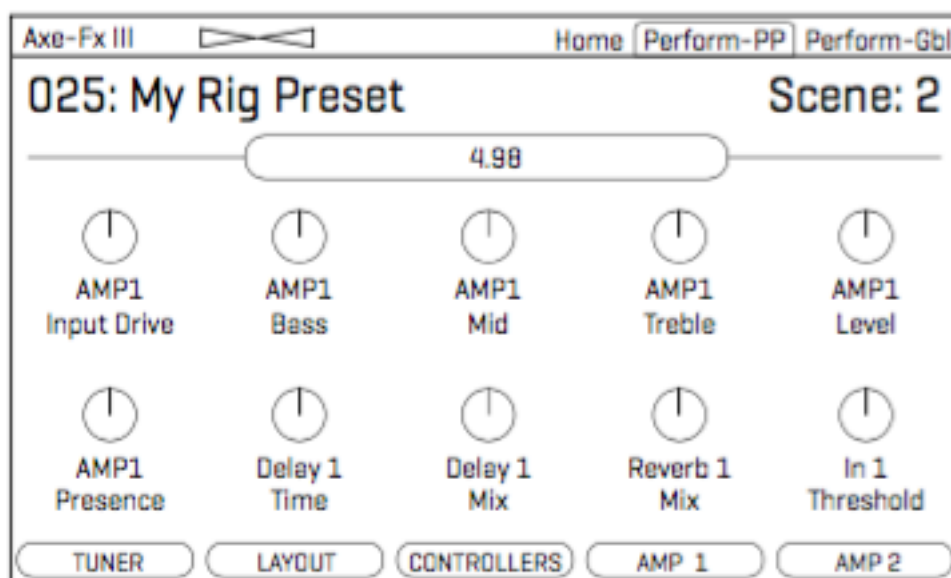 Axe-Fx III Home Perform-PP Perform-Gbl
025: My Rig Preset Scene: 2
4.98
AMP1 AMP1 AMP1 AMP1 AMP1
Input Drive Bass Mid Treble Level
AMP1 Delay 1 Delay 1 Reverb 1 In 1
Presence Time Mix Mix Threshold
TUNER LAYOUT CONTROLLERS AMP 1 AMP 2